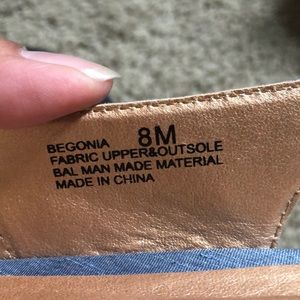 BEGONIA 8M
FABRIC UPPER&OUTSOLE
BAL MAN MADE MATERIAL
MADE IN CHINA